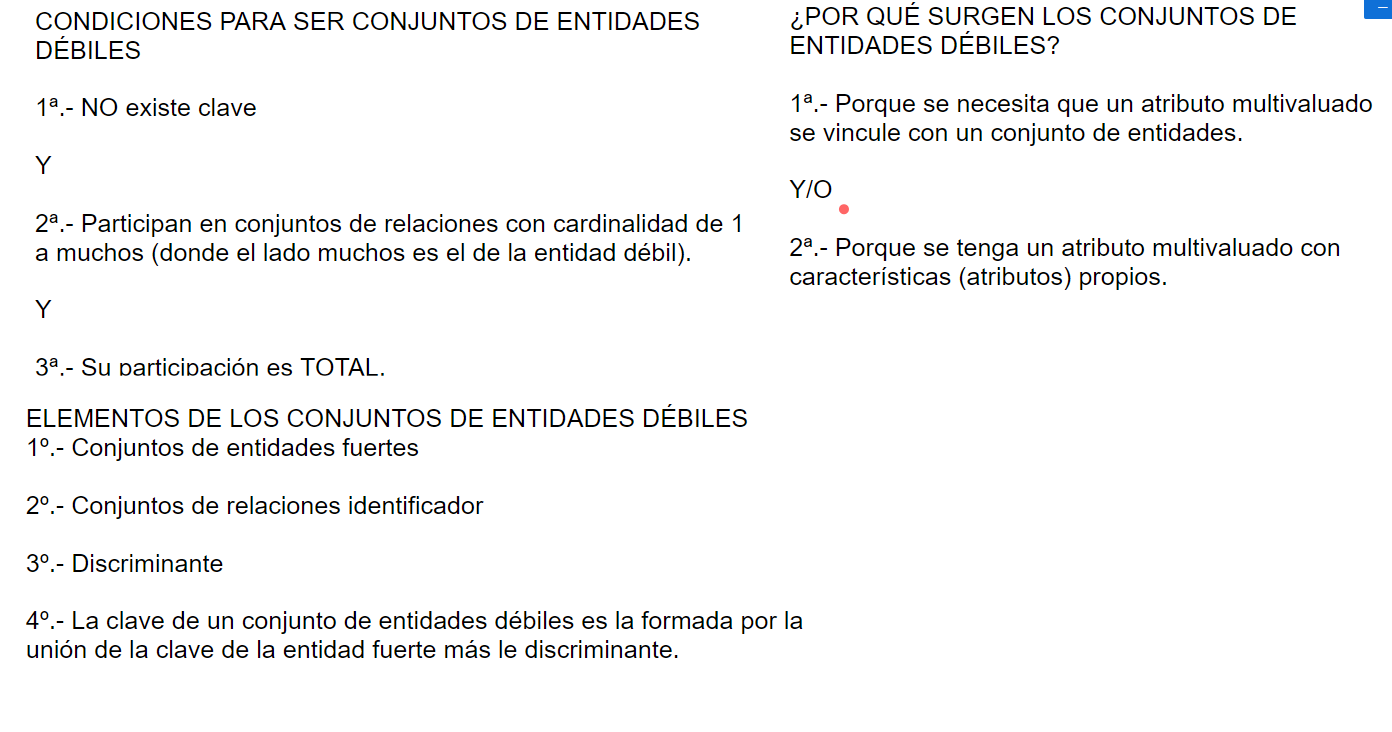 CONDICIONES PARA SER CONJUNTOS DE ENTIDADES
DÉBILES
1ª.- NO existe clave
Y
2ª.- Participan en conjuntos de relaciones con cardinalidad de 1
a muchos (donde el lado muchos es el de la entidad débil).
Y
3ª.- Su participación es TOTAL.
¿POR QUÉ SURGEN LOS CONJUNTOS DE
ENTIDADES DÉBILES?
1ª.- Porque se necesita que un atributo multivaluado
se vincule con un conjunto de entidades.
Y/O
2ª.- Porque se tenga un atributo multivaluado con
características (atributos) propios.
ELEMENTOS DE LOS CONJUNTOS DE ENTIDADES DÉBILES
1º.- Conjuntos de entidades fuertes
2º.- Conjuntos de relaciones identificador
3º.- Discriminante
4º.- La clave de un conjunto de entidades débiles es la formada por la
unión de la clave de la entidad fuerte más le discriminante.